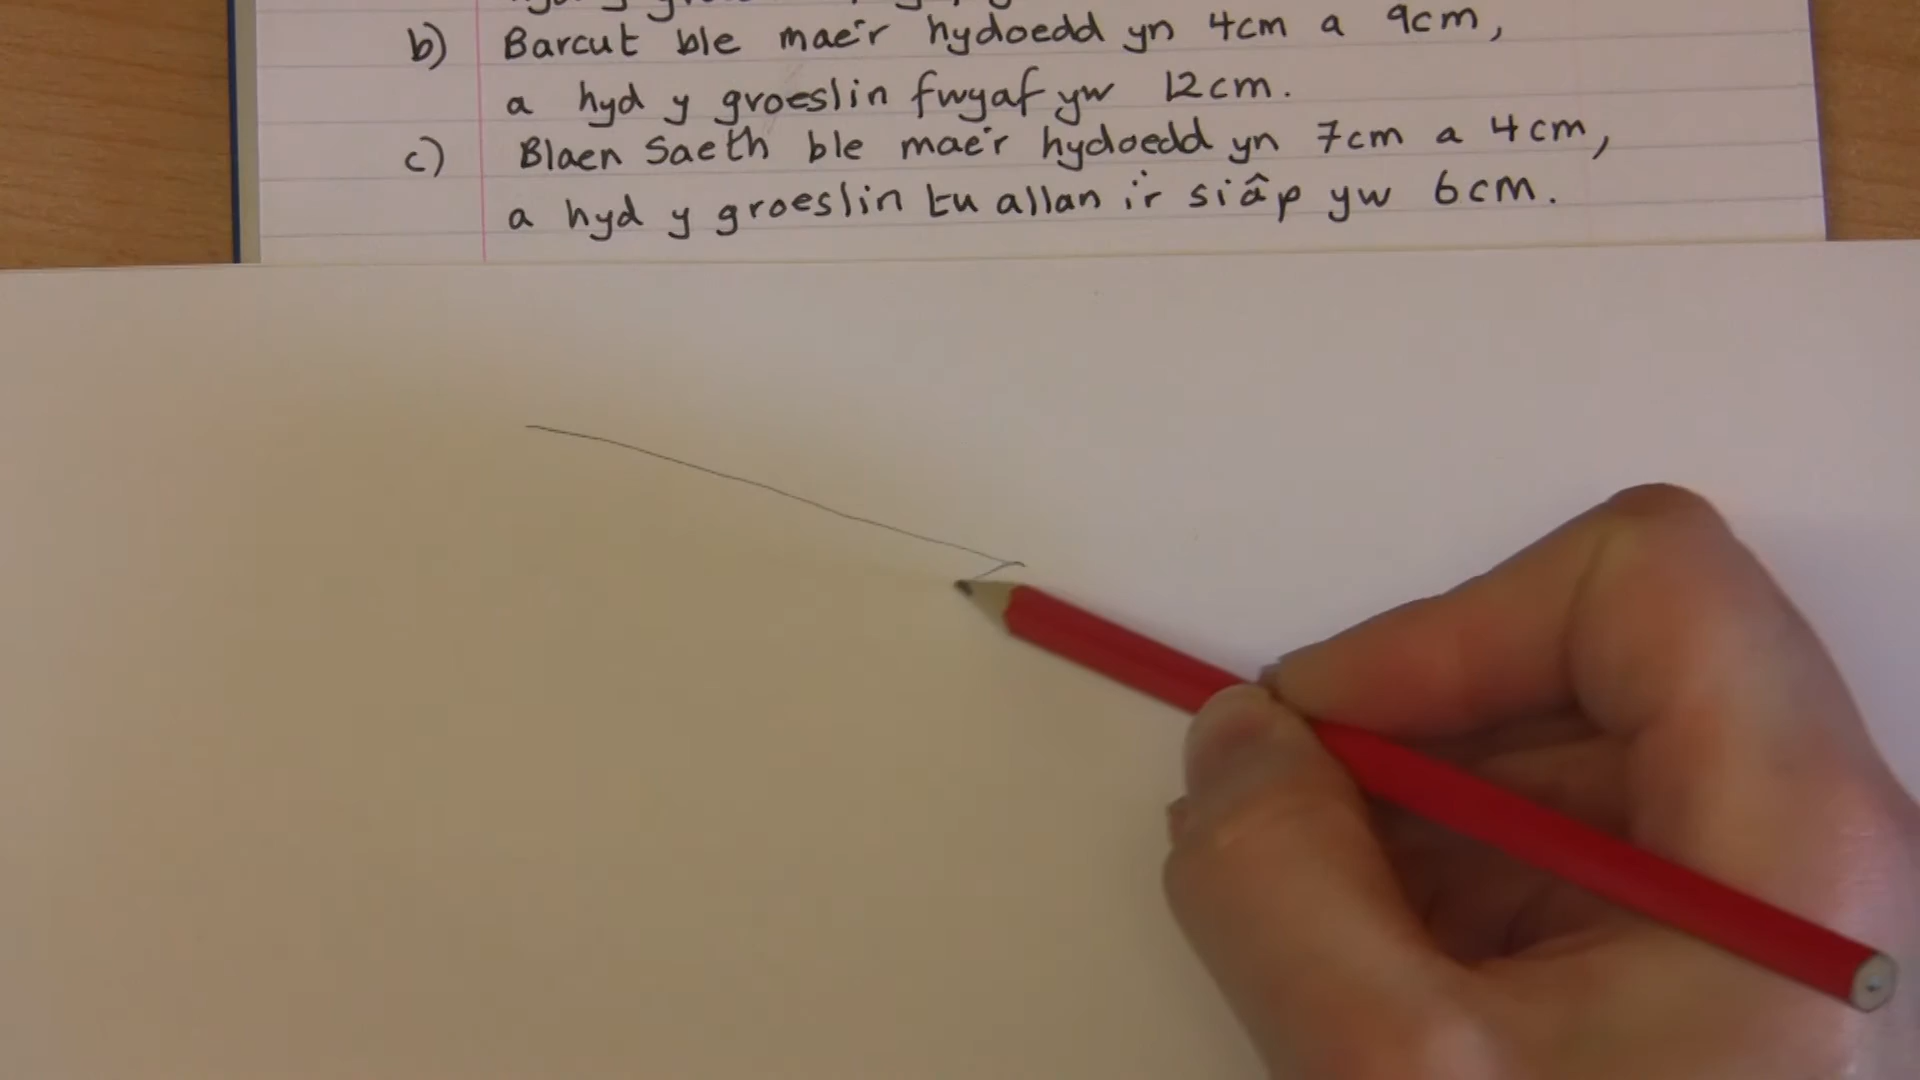 b) Barcut ble mae'r hydoedd yn 4cm a 9cm,
a hyd y groeslin fwyaf yw 12cm.
c) Blaen Saeth ble mae'r hydoedd yn 7cm a 4cm,
a hyd y groeslin tu allan i'r siâp yw 6cm.